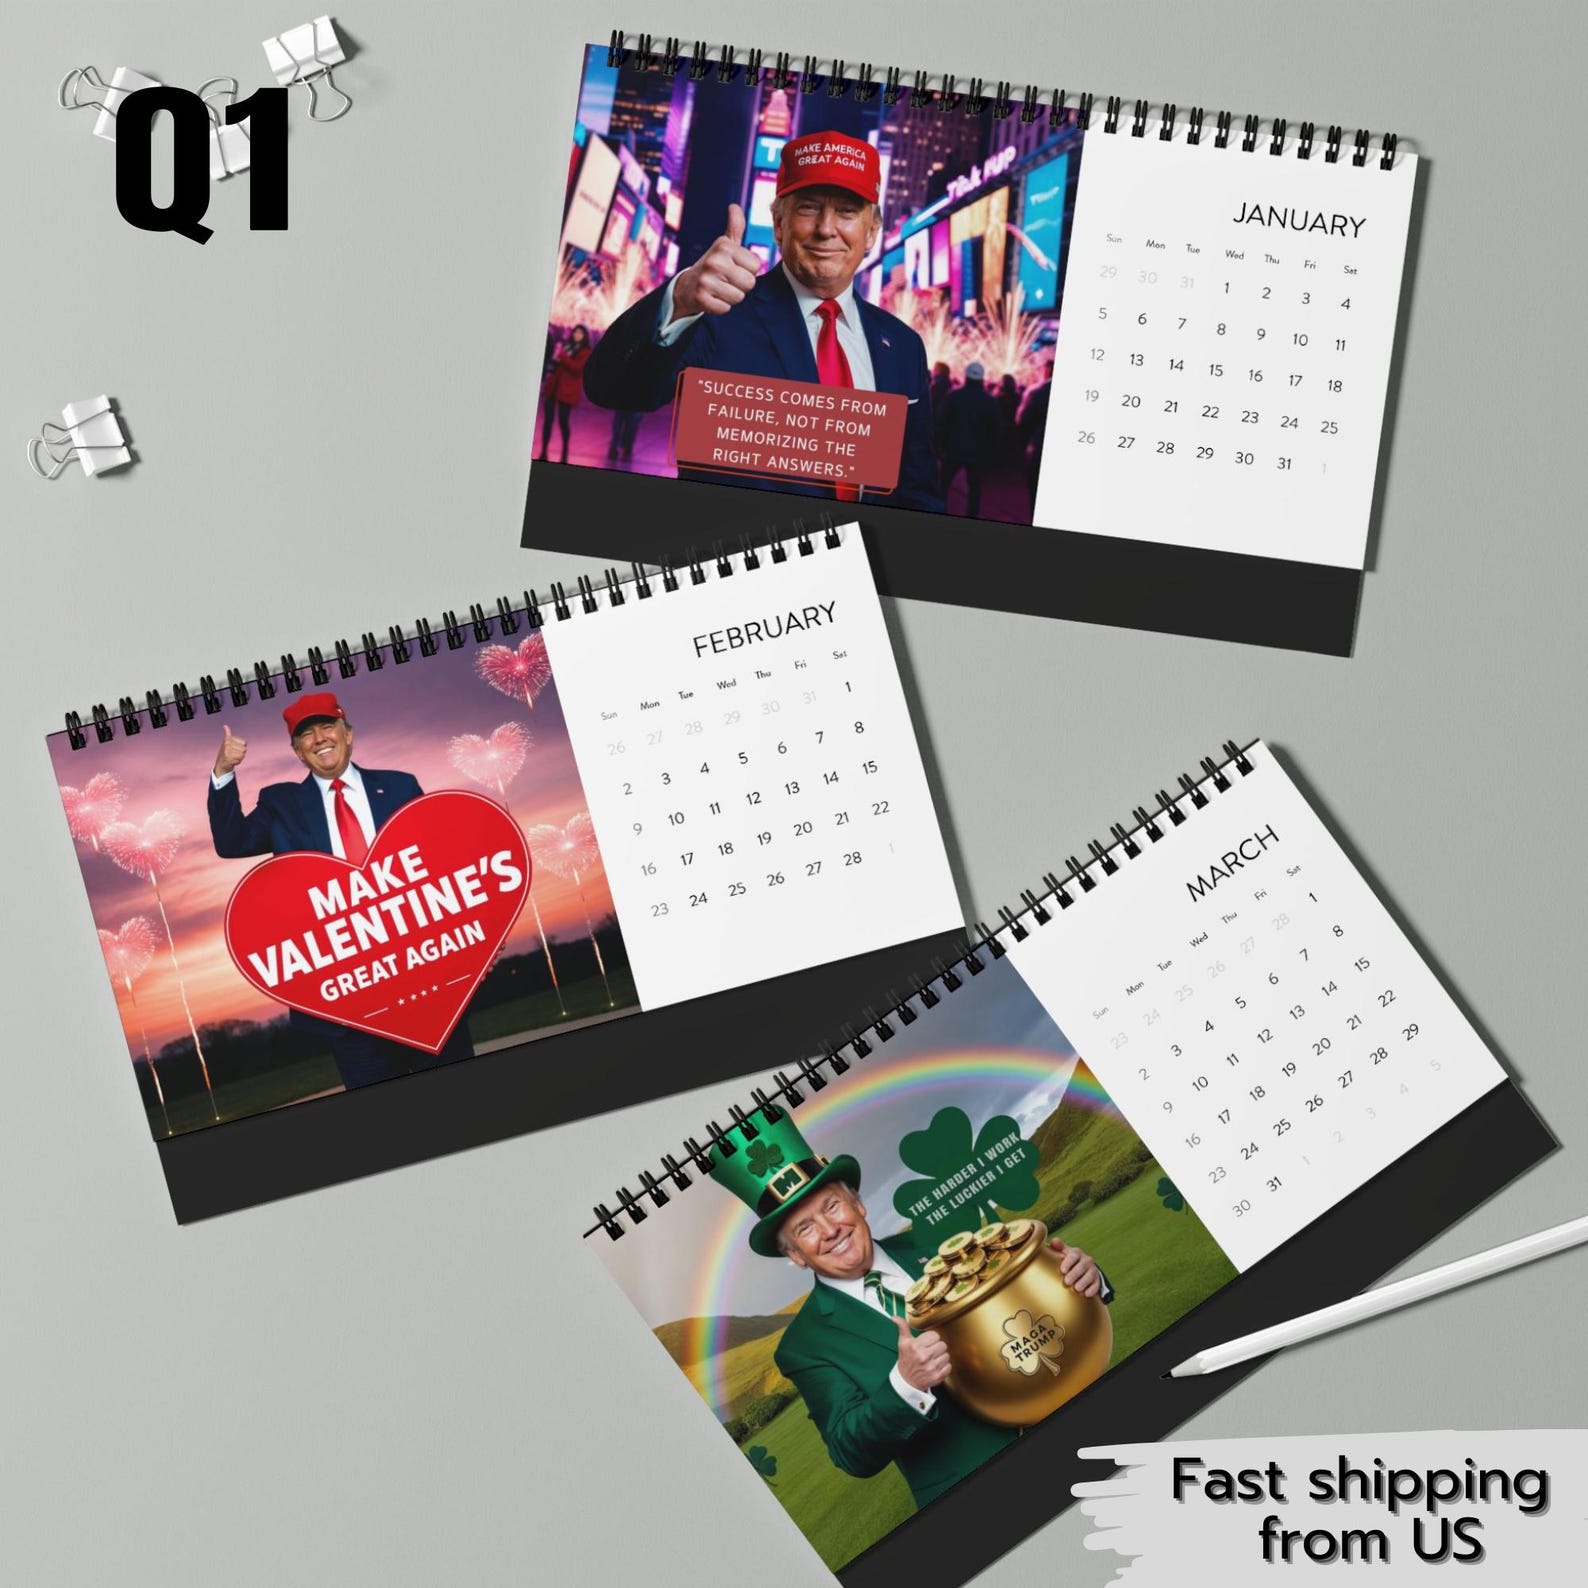 Q1
MAKE AMERICA
GREAT AGAIN
"SUCCESS COMES FROM
FAILURE, NOT FROM
MEMORIZING THE
RIGHT ANSWERS."
JANUARY
Sun Mon Tue Wed Thu Fri Sat
29 30 31 1 2 3 4
5 6 7 8 9 10 11
12 13 14 15 16 17 18
19 20 21 22 23 24 25
26 27 28 29 30 31 1
MAKE
VALENTINE'S
GREAT AGAIN
FEBRUARY
Sun Mon Tue Wed Thu Fri Sat
26 27 28 29 30 31 1
2 3 4 5 6 7 8
9 10 11 12 13 14 15
16 17 18 19 20 21 22
23 24 25 26 27 28 1
M
THE HARDER I WORK
THE LUCKIER I GET
MAGA
TRUMP
MARCH
Sun Mon Tue Wed Thu Fri Sat
23 24 25 26 27 28 1
2 3 4 5 6 7 8
9 10 11 12 13 14 15
16 17 18 19 20 21 22
23 24 25 26 27 28 29
30 31 1 2 3 4 5
Fast shipping
from US